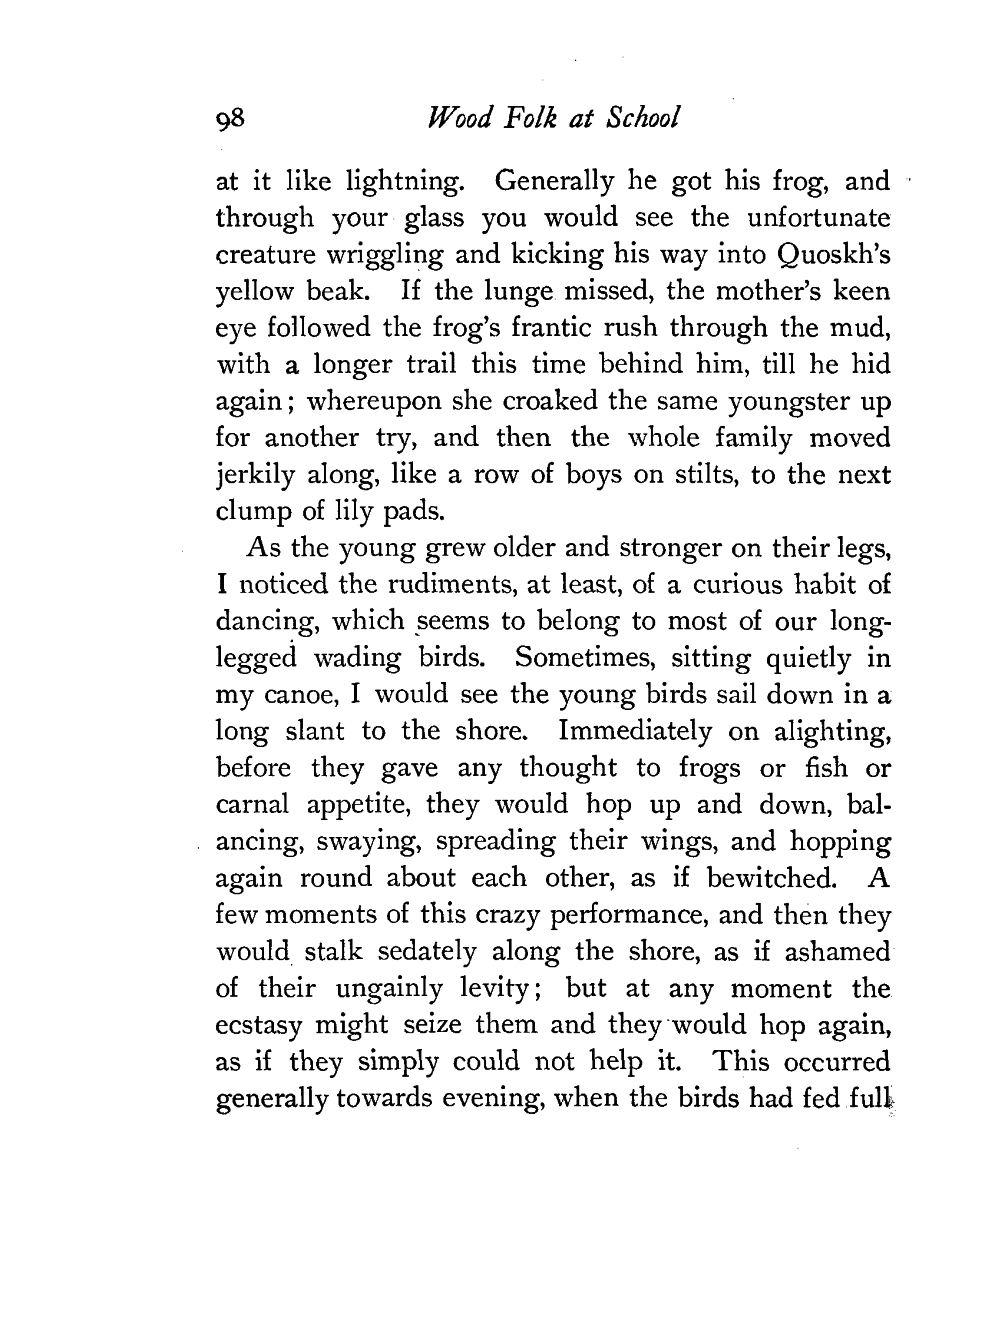 98 Wood Folk at School
at it like lightning. Generally he got his frog, and
through your glass you would see the unfortunate
creature wriggling and kicking his way into Quoskh's
yellow beak. If the lunge missed, the mother's keen
eye followed the frog's frantic rush through the mud,
with a longer trail this time behind him, till he hid
again; whereupon she croaked the same youngster up
for another try, and then the whole family moved
jerkily along, like a row of boys on stilts, to the next
clump of lily pads.
As the young grew older and stronger on their legs,
I noticed the rudiments, at least, of a curious habit of
dancing, which seems to belong to most of our long-
legged wading birds. Sometimes, sitting quietly in
my canoe, I would see the young birds sail down in a
long slant to the shore. Immediately on alighting,
before they gave any thought to frogs or fish or
carnal appetite, they would hop up and down, bal-
ancing, swaying, spreading their wings, and hopping
again round about each other, as if bewitched. A
few moments of this crazy performance, and then they
would stalk sedately along the shore, as if ashamed
of their ungainly levity; but at any moment the
ecstasy might seize them and they would hop again,
as if they simply could not help it. This occurred
generally towards evening, when the birds had fed full